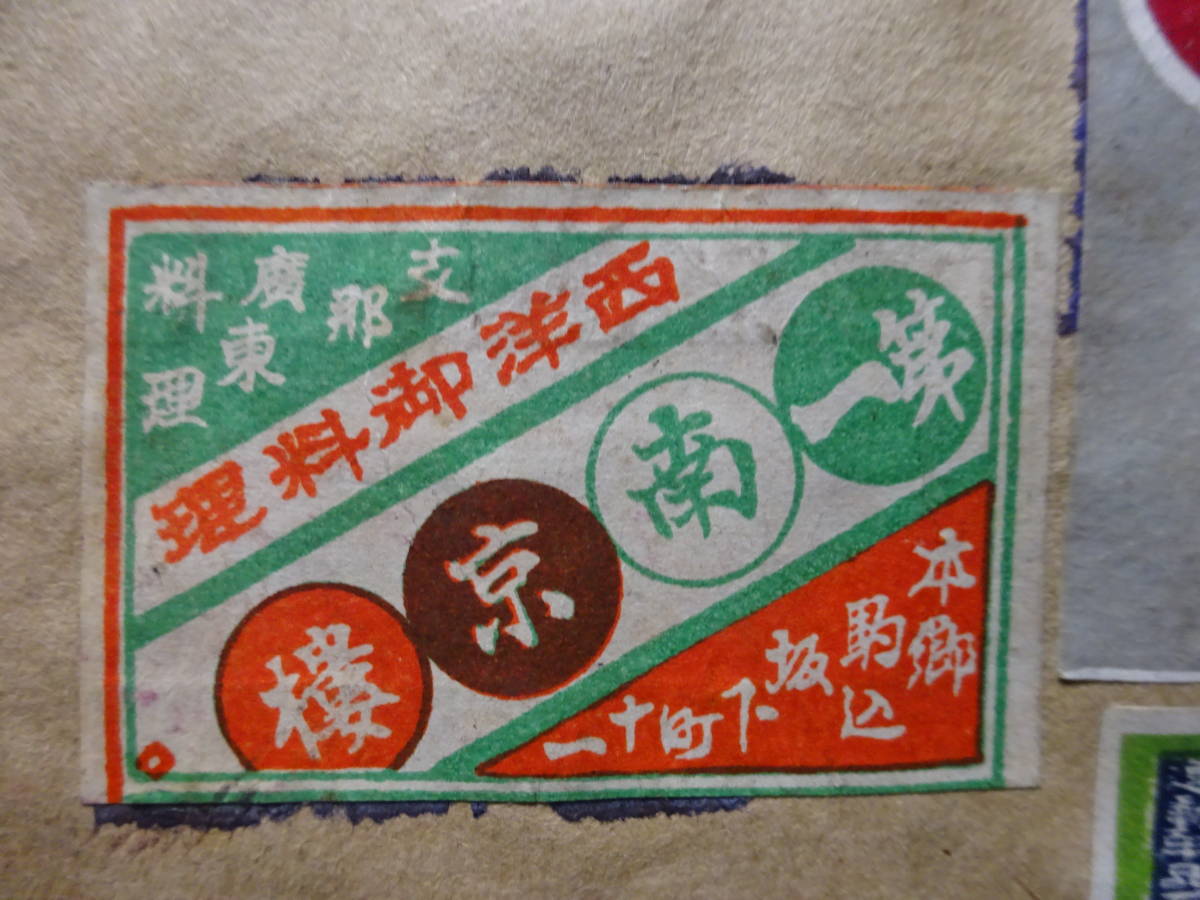 支那
廣東
料理
西洋御料理
第一
南京樓
本郷
駒込
坂下町十一